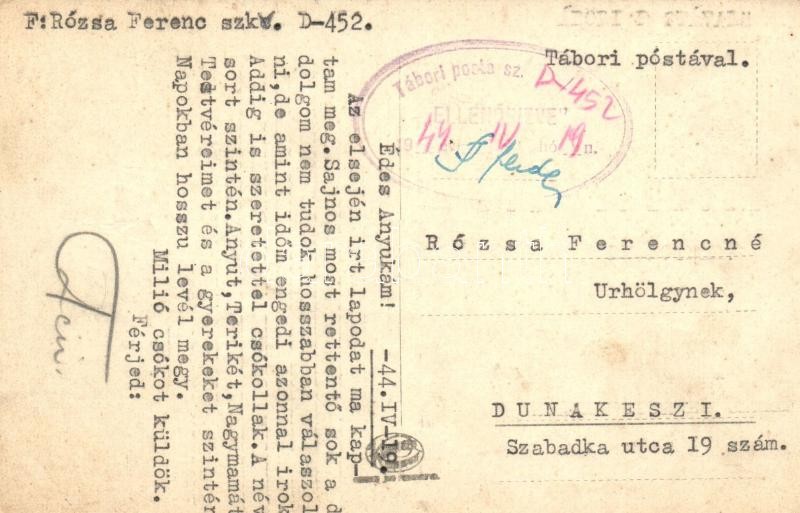 F:Rózsa Ferenc szkv. D-452.
Tábori póstával.
Tábori posta sz. D-452
"ELLENŐRIZVE"
19 44 IV hó 19 n.
Rózsa Ferencné
Urhölgynek,
DUNAKESZI.
Szabadka utca 19 szám.
-44.IV-19.
Édes Anyukám!
Az elsején irt lapodat ma kap-
tam meg.Sajnos most rettentő sok a d
dolgom nem tudok hosszabban válaszol
ni,de amint időm engedi azonnal irok
Addig is szeretettel csókollak.A név
sort szintén.Anyut,Terikét,Nagymamát
Testvéreimet és a gyerekeket szintén
Napokban hosszu levél megy.
Milió csókot küldök.
Férjed: